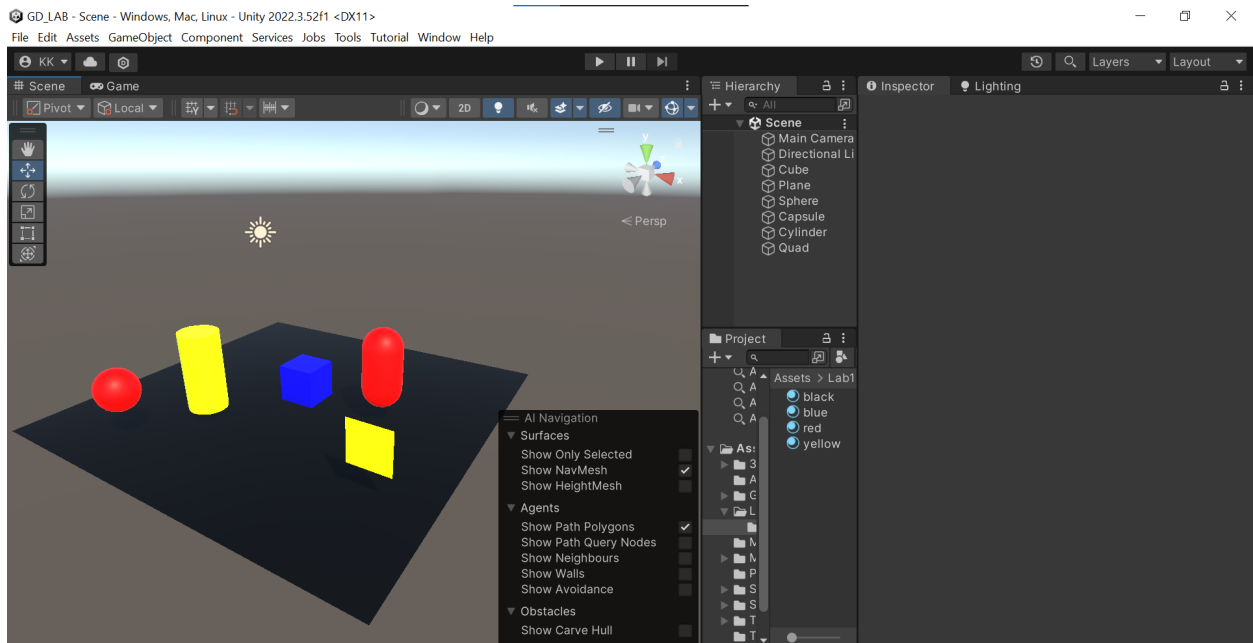 GD_LAB - Scene - Windows, Mac, Linux - Unity 2022.3.52f1 <DX11>
File Edit Assets GameObject Component Services Jobs Tools Tutorial Window Help
KK
Layers
Layout
Scene
Game
Pivot
Local
2D
y
x
Persp
AI Navigation
Surfaces
Show Only Selected
Show NavMesh
Show HeightMesh
Agents
Show Path Polygons
Show Path Query Nodes
Show Neighbours
Show Walls
Show Avoidance
Obstacles
Show Carve Hull
Hierarchy
All
Scene
Main Camera
Directional Li
Cube
Plane
Sphere
Capsule
Cylinder
Quad
Project
A
A
A
A
Ass
3
A
G
L
M
N
P
S
S
T
T
Assets > Lab1
black
blue
red
yellow
Inspector
Lighting